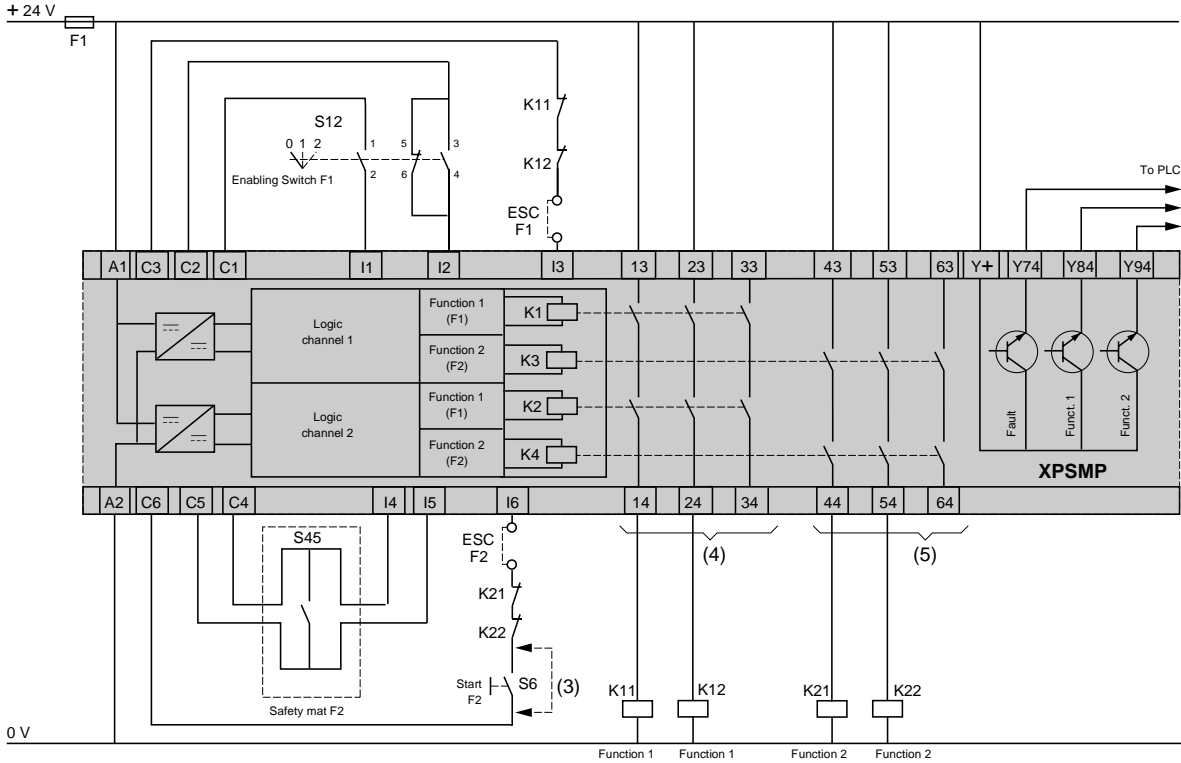 + 24 V
F1
K11
S12
0 1 2
1
5
3
Enabling Switch F1
2
6
4
K12
ESC
F1
To PLC
A1 C3 C2 C1 I1 I2 I3 13 23 33 43 53 63 Y+ Y74 Y84 Y94
Logic
channel 1
Function 1
(F1)
K1
Function 2
(F2)
K3
Logic
channel 2
Function 1
(F1)
K2
Function 2
(F2)
K4
Fault
Funct. 1
Funct. 2
XPSMP
A2 C6 C5 C4 I4 I5 I6 14 24 34 44 54 64
S45
ESC
F2
(4)
(5)
K21
K22
Start
F2
S6
(3)
Safety mat F2
K11
K12
K21
K22
0 V
Function 1
Function 1
Function 2
Function 2